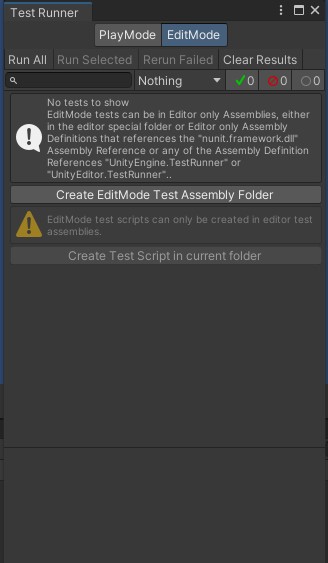 Test Runner
PlayMode EditMode
Run All Run Selected Rerun Failed Clear Results
Nothing 0 0 0
No tests to show
EditMode tests can be in Editor only Assemblies, either
in the editor special folder or Editor only Assembly
Definitions that references the "nunit.framework.dll"
Assembly Reference or any of the Assembly Definition
References "UnityEngine.TestRunner" or
"UnityEditor.TestRunner"..
Create EditMode Test Assembly Folder
EditMode test scripts can only be created in editor test
assemblies.
Create Test Script in current folder